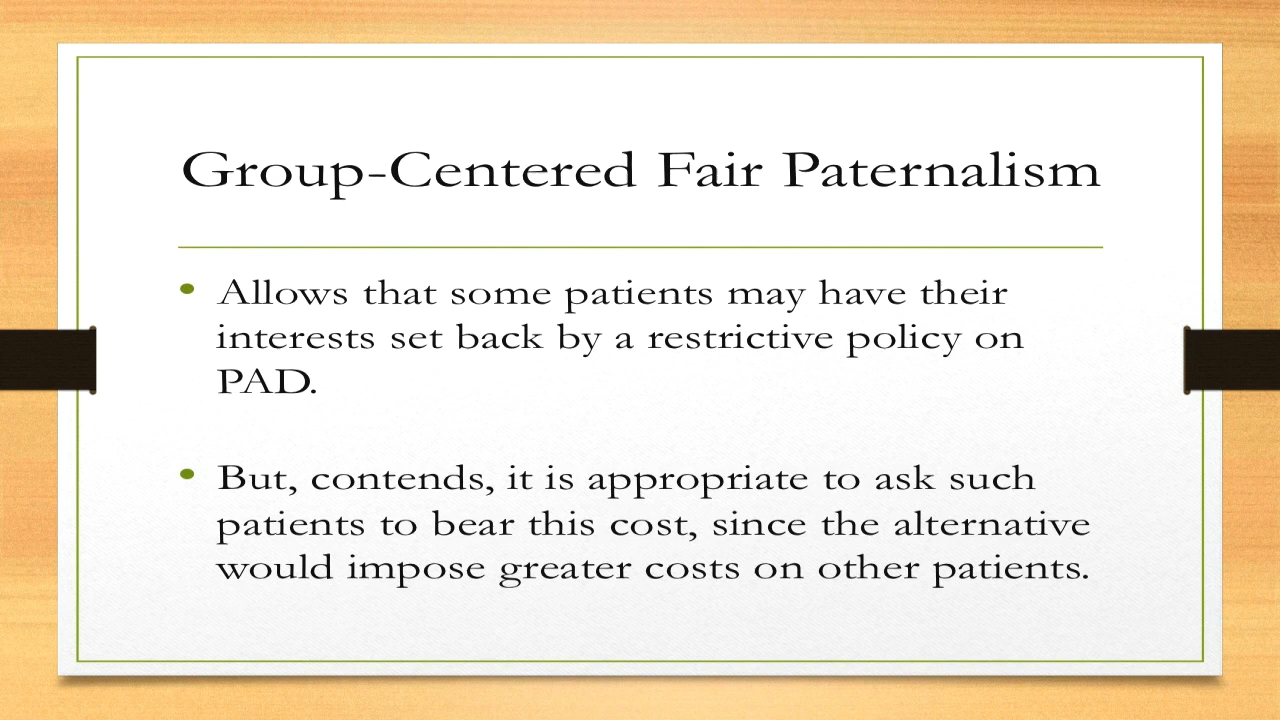 Group-Centered Fair Paternalism
• Allows that some patients may have their
interests set back by a restrictive policy on
PAD.
• But, contends, it is appropriate to ask such
patients to bear this cost, since the alternative
would impose greater costs on other patients.